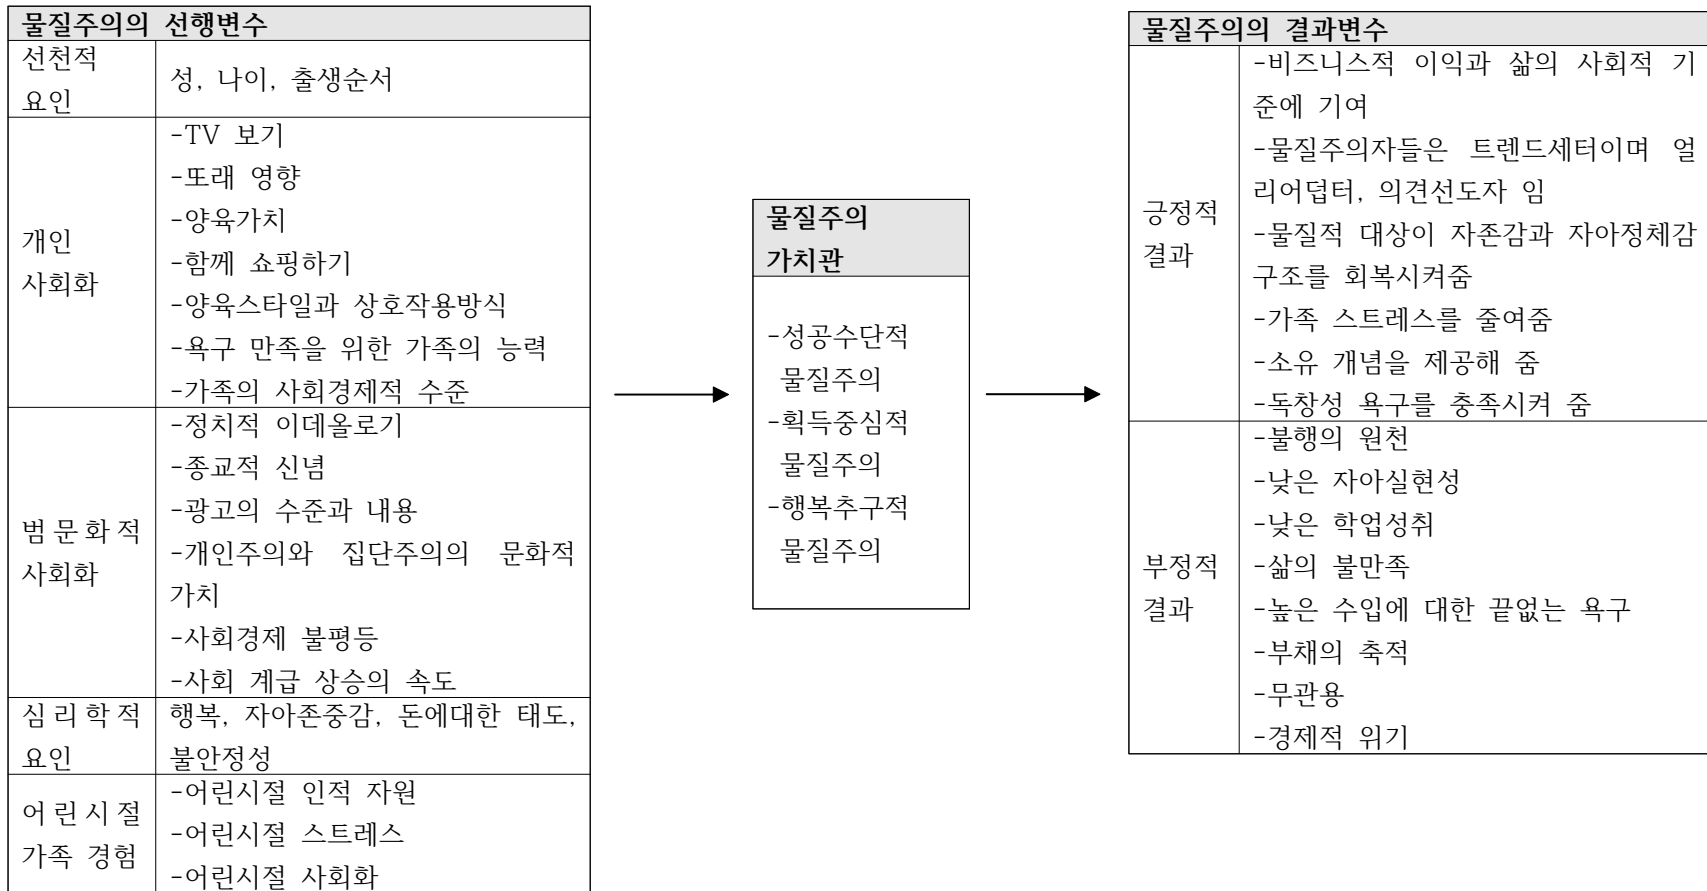 물질주의의 선행변수
선천적
요인
성, 나이, 출생순서
개인
사회화
-TV 보기
-또래 영향
-양육가치
-함께 쇼핑하기
-양육스타일과 상호작용방식
-욕구 만족을 위한 가족의 능력
-가족의 사회경제적 수준
범문화적
사회화
-정치적 이데올로기
-종교적 신념
-광고의 수준과 내용
-개인주의와 집단주의의 문화적
가치
-사회경제 불평등
-사회 계급 상승의 속도
심리학적
요인
행복, 자아존중감, 돈에대한 태도,
불안정성
어린시절
가족 경험
-어린시절 인적 자원
-어린시절 스트레스
-어린시절 사회화
물질주의
가치관
-성공수단적
물질주의
-획득중심적
물질주의
-행복추구적
물질주의
물질주의의 결과변수
긍정적
결과
-비즈니스적 이익과 삶의 사회적 기
준에 기여
-물질주의자들은 트렌드세터이며 얼
리어덥터, 의견선도자 임
-물질적 대상이 자존감과 자아정체감
구조를 회복시켜줌
-가족 스트레스를 줄여줌
-소유 개념을 제공해 줌
-독창성 욕구를 충족시켜 줌
부정적
결과
-불행의 원천
-낮은 자아실현성
-낮은 학업성취
-삶의 불만족
-높은 수입에 대한 끝없는 욕구
-부채의 축적
-무관용
-경제적 위기